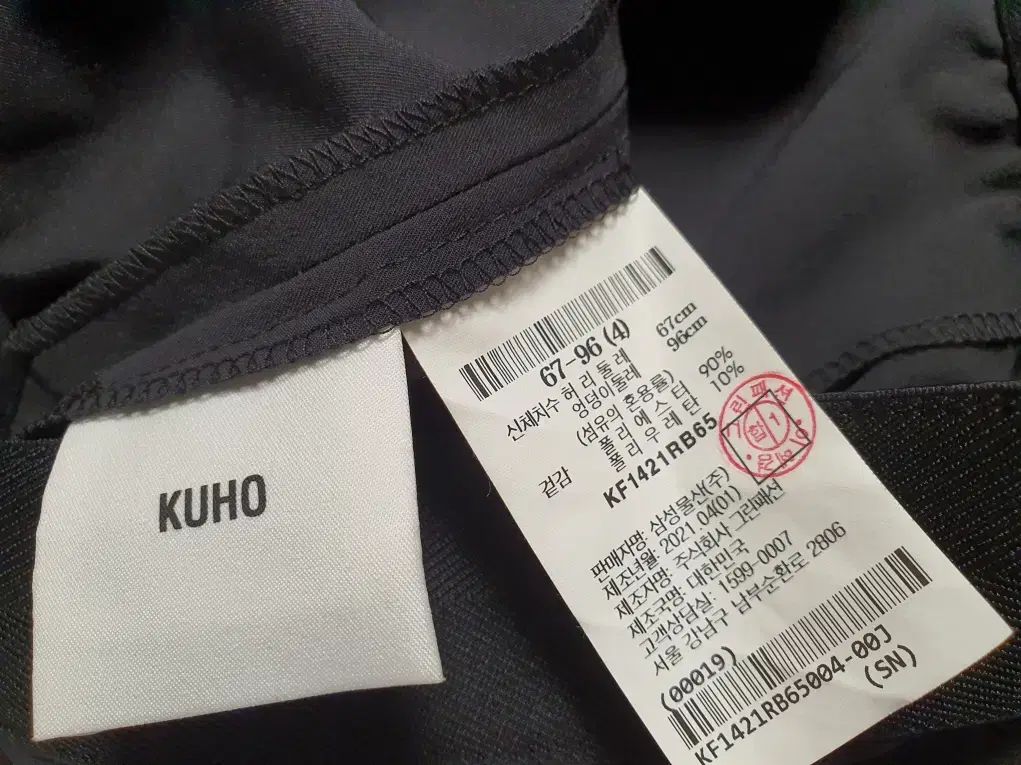 KUHO
67-96 (4)
신체치수 허리둘레 67cm
엉덩이둘레 96cm
(섬유의 혼용률)
겉감 폴리에스터 90%
폴리우레탄 10%
KF1421RB65
판매자명: 삼성물산(주)
제조년월: 2021.04(01)
제조자명: 주식회사 그린패션
제조국명: 대한민국
고객상담실: 1599-0007
서울 강남구 남부순환로 2806
(00019)
KF1421RB65004-00J
(SN)